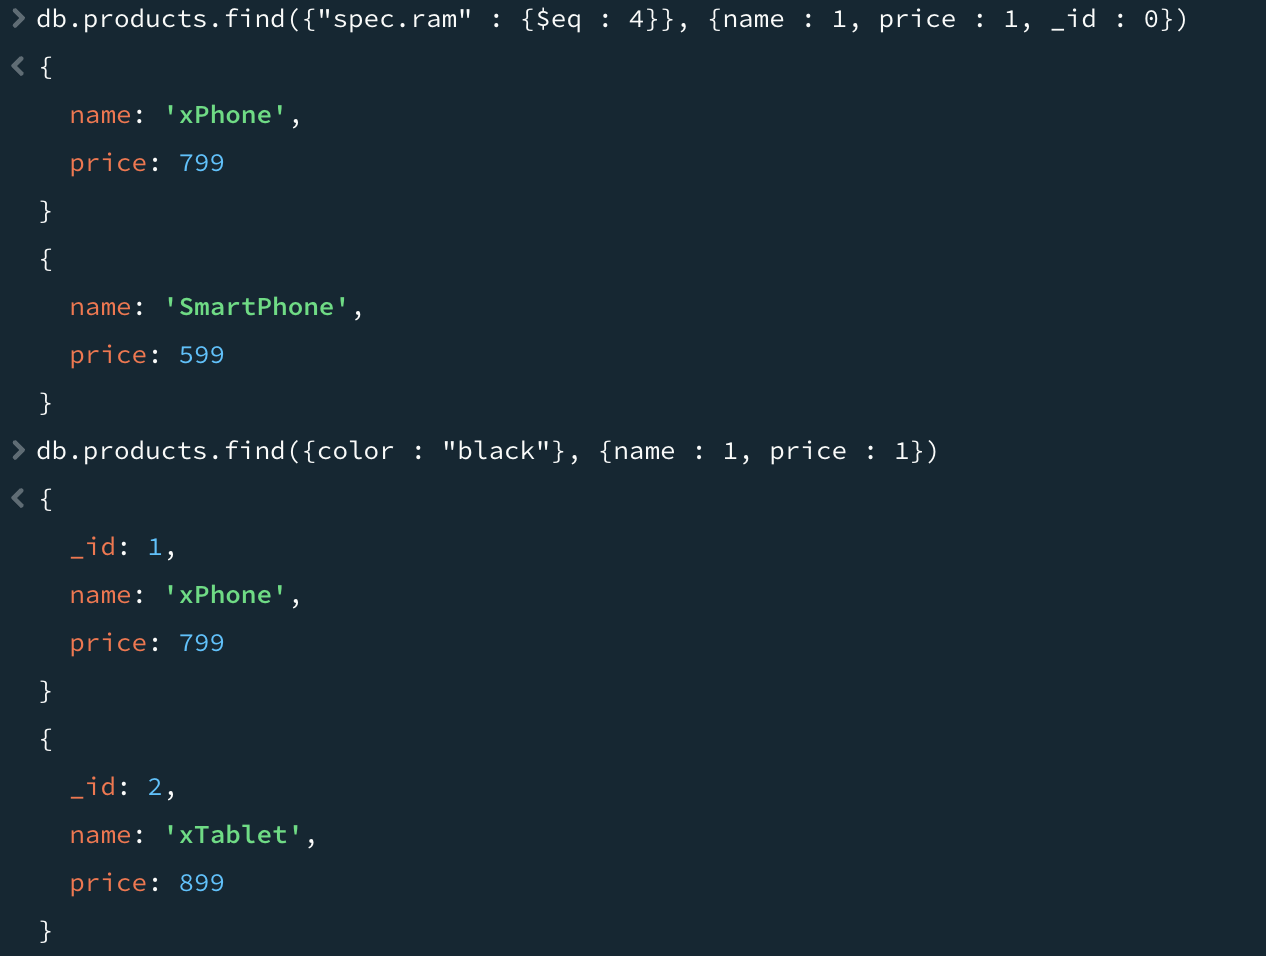 > db.products.find({"spec.ram" : {$eq : 4}}, {name : 1, price : 1, _id : 0})
< {
name: 'xPhone',
price: 799
}
{
name: 'SmartPhone',
price: 599
}
> db.products.find({color : "black"}, {name : 1, price : 1})
< {
_id: 1,
name: 'xPhone',
price: 799
}
{
_id: 2,
name: 'xTablet',
price: 899
}